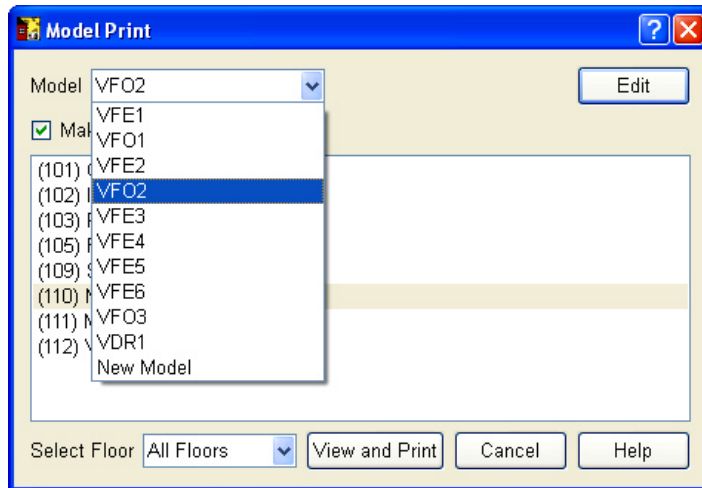 Model Print
Model VFO2 Edit
VFE1
Mak VFO1
(101) VFE2
(102) VFO2
(103) VFE3
(105) VFE4
(109) VFE5
(110) VFE6
(111) VFO3
(112) VDR1
New Model
Select Floor All Floors View and Print Cancel Help